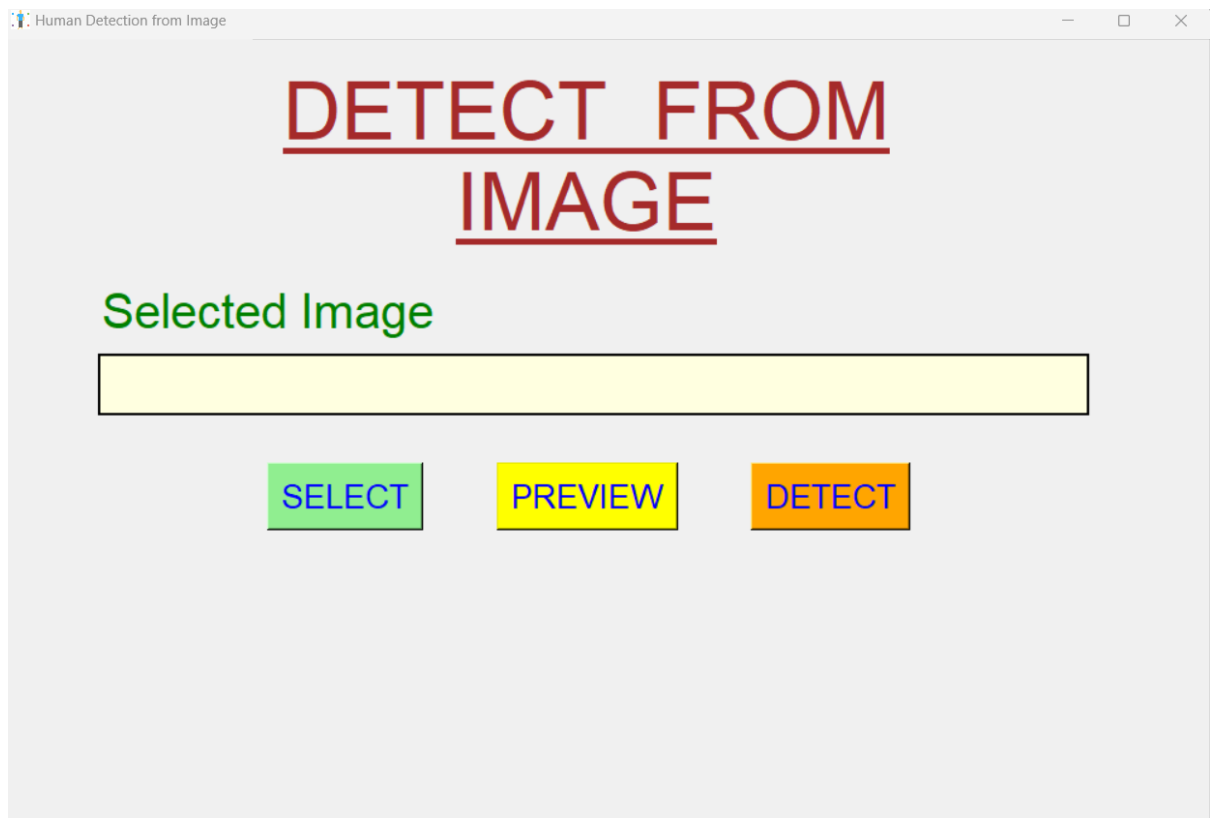 Human Detection from Image
DETECT FROM
IMAGE
Selected Image
SELECT PREVIEW DETECT